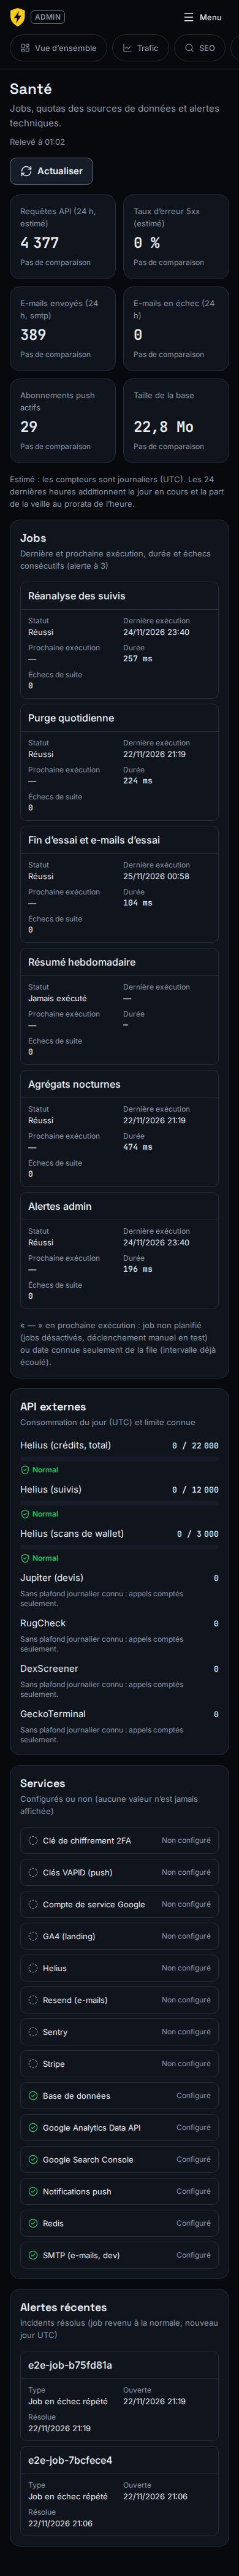 ADMIN
Menu
Vue d'ensemble
Trafic
SEO
Santé
Jobs, quotas des sources de données et alertes
techniques.
Relevé à 01:02
Actualiser
Requêtes API (24 h,
estimé)
4 377
Pas de comparaison
Taux d'erreur 5xx
(estimé)
0 %
Pas de comparaison
E-mails envoyés (24
h, smtp)
389
Pas de comparaison
E-mails en échec (24
h)
0
Pas de comparaison
Abonnements push
actifs
29
Pas de comparaison
Taille de la base
22,8 Mo
Pas de comparaison
Estimé : les compteurs sont journaliers (UTC). Les 24
dernières heures additionnent le jour en cours et la part
de la veille au prorata de l'heure.
Jobs
Dernière et prochaine exécution, durée et échecs
consécutifs (alerte à 3)
Réanalyse des suivis
Statut
Réussi
Dernière exécution
24/11/2026 23:40
Prochaine exécution
—
Durée
257 ms
Échecs de suite
0
Purge quotidienne
Statut
Réussi
Dernière exécution
22/11/2026 21:19
Prochaine exécution
—
Durée
224 ms
Échecs de suite
0
Fin d'essai et e-mails d'essai
Statut
Réussi
Dernière exécution
25/11/2026 00:58
Prochaine exécution
—
Durée
104 ms
Échecs de suite
0
Résumé hebdomadaire
Statut
Jamais exécuté
Dernière exécution
—
Prochaine exécution
—
Durée
—
Échecs de suite
0
Agrégats nocturnes
Statut
Réussi
Dernière exécution
22/11/2026 21:19
Prochaine exécution
—
Durée
474 ms
Échecs de suite
0
Alertes admin
Statut
Réussi
Dernière exécution
24/11/2026 23:40
Prochaine exécution
—
Durée
196 ms
Échecs de suite
0
« — » en prochaine exécution : job non planifié
(jobs désactivés, déclenchement manuel en test)
ou date connue seulement de la file (intervalle déjà
écoulé).
API externes
Consommation du jour (UTC) et limite connue
Helius (crédits, total)
0 / 22 000
Normal
Helius (suivis)
0 / 12 000
Normal
Helius (scans de wallet)
0 / 3 000
Normal
Jupiter (devis)
0
Sans plafond journalier connu : appels comptés
seulement.
RugCheck
0
Sans plafond journalier connu : appels comptés
seulement.
DexScreener
0
Sans plafond journalier connu : appels comptés
seulement.
GeckoTerminal
0
Sans plafond journalier connu : appels comptés
seulement.
Services
Configurés ou non (aucune valeur n'est jamais
affichée)
Clé de chiffrement 2FA
Non configuré
Clés VAPID (push)
Non configuré
Compte de service Google
Non configuré
GA4 (landing)
Non configuré
Helius
Non configuré
Resend (e-mails)
Non configuré
Sentry
Non configuré
Stripe
Non configuré
Base de données
Configuré
Google Analytics Data API
Configuré
Google Search Console
Configuré
Notifications push
Configuré
Redis
Configuré
SMTP (e-mails, dev)
Configuré
Alertes récentes
Incidents résolus (job revenu à la normale, nouveau
jour UTC)
e2e-job-b75fd81a
Type
Job en échec répété
Ouverte
22/11/2026 21:19
Résolue
22/11/2026 21:19
e2e-job-7bcfece4
Type
Job en échec répété
Ouverte
22/11/2026 21:06
Résolue
22/11/2026 21:06